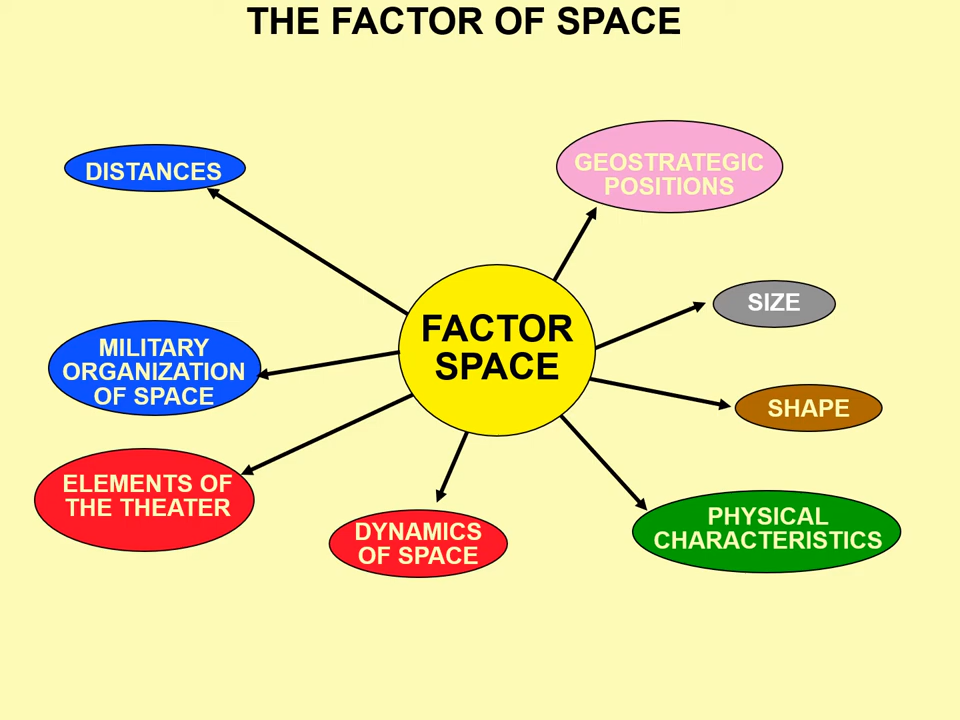 THE FACTOR OF SPACE
DISTANCES
GEOSTRATEGIC
POSITIONS
SIZE
FACTOR
SPACE
MILITARY
ORGANIZATION
OF SPACE
SHAPE
ELEMENTS OF
THE THEATER
DYNAMICS
OF SPACE
PHYSICAL
CHARACTERISTICS